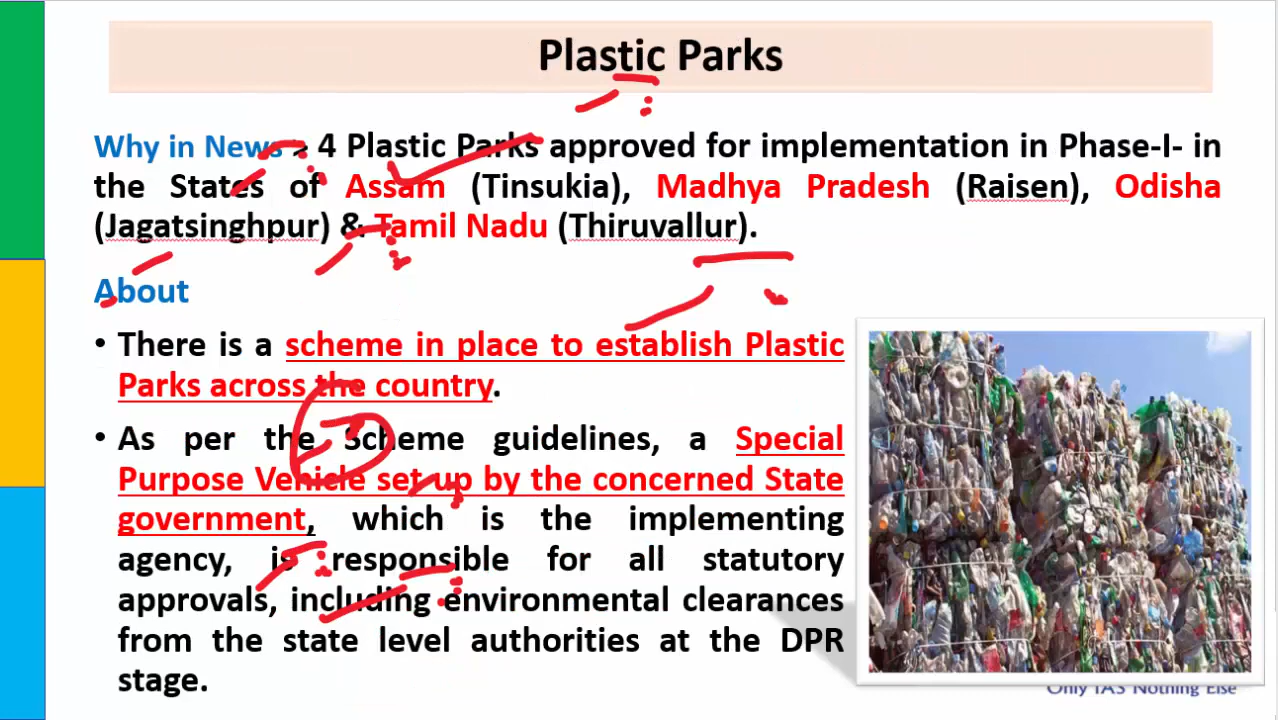 Plastic Parks
Why in News > 4 Plastic Parks approved for implementation in Phase-I- in
the States of Assam (Tinsukia), Madhya Pradesh (Raisen), Odisha
(Jagatsinghpur) & Tamil Nadu (Thiruvallur).
About
• There is a scheme in place to establish Plastic
Parks across the country.
• As per the Scheme guidelines, a Special
Purpose Vehicle set up by the concerned State
government, which is the implementing
agency, is responsible for all statutory
approvals, including environmental clearances
from the state level authorities at the DPR
stage.
Only IAS Nothing Else